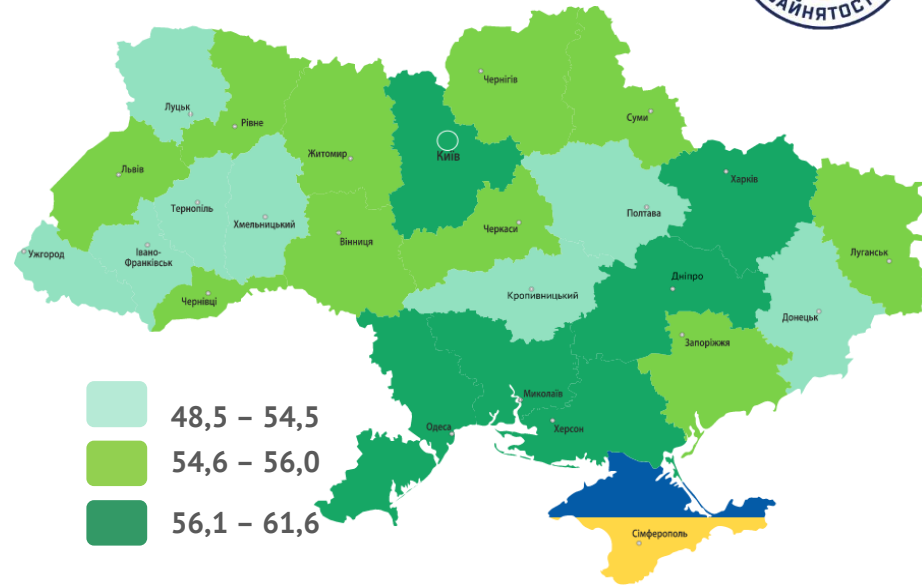 АЙНЯТОСТ
Чернігів
Луцьк
Рівне
Суми
Житомир
Київ
Львів
Харків
Тернопіль
Хмельницький
Полтава
Черкаси
Вінниця
Ужгород
Івано-
Франківськ
Луганськ
Дніпро
Чернівці
Кропивницький
Донецьк
Запоріжжя
Миколаїв
48,5 – 54,5
Одеса
Херсон
54,6 – 56,0
56,1 – 61,6
Сімферополь